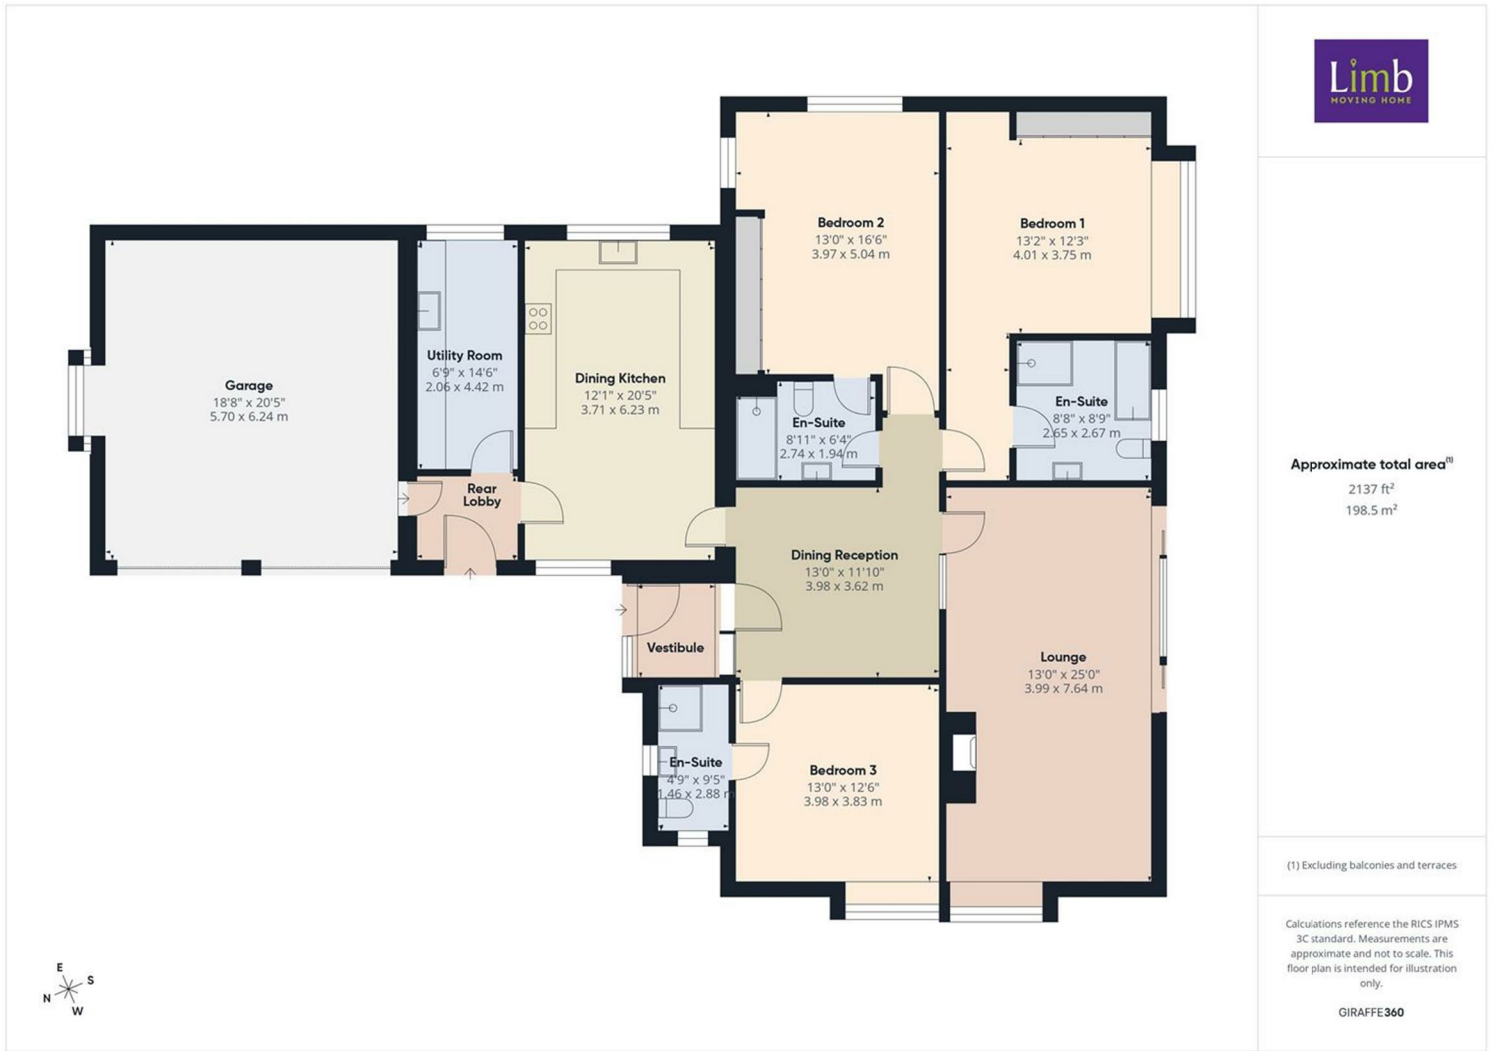 Limb
MOVING HOME
Bedroom 2
13'0" x 16'6"
3.97 x 5.04 m
Bedroom 1
13'2" x 12'3"
4.01 x 3.75 m
Garage
18'8" x 20'5"
5.70 x 6.24 m
Utility Room
6'9" x 14'6"
2.06 x 4.42 m
Dining Kitchen
12'1" x 20'5"
3.71 x 6.23 m
En-Suite
8'11" x 6'4"
2.74 x 1.94 m
En-Suite
8'8" x 8'9"
2.65 x 2.67 m
Rear
Lobby
Dining Reception
13'0" x 11'10"
3.98 x 3.62 m
Vestibule
Lounge
13'0" x 25'0"
3.99 x 7.64 m
En-Suite
4'9" x 9'5"
1.46 x 2.88 m
Bedroom 3
13'0" x 12'6"
3.98 x 3.83 m
Approximate total area(1)
2137 ft²
198.5 m²
(1) Excluding balconies and terraces
Calculations reference the RICS IPMS
3C standard. Measurements are
approximate and not to scale. This
floor plan is intended for illustration
only.
GIRAFFE360
E
S
N
W